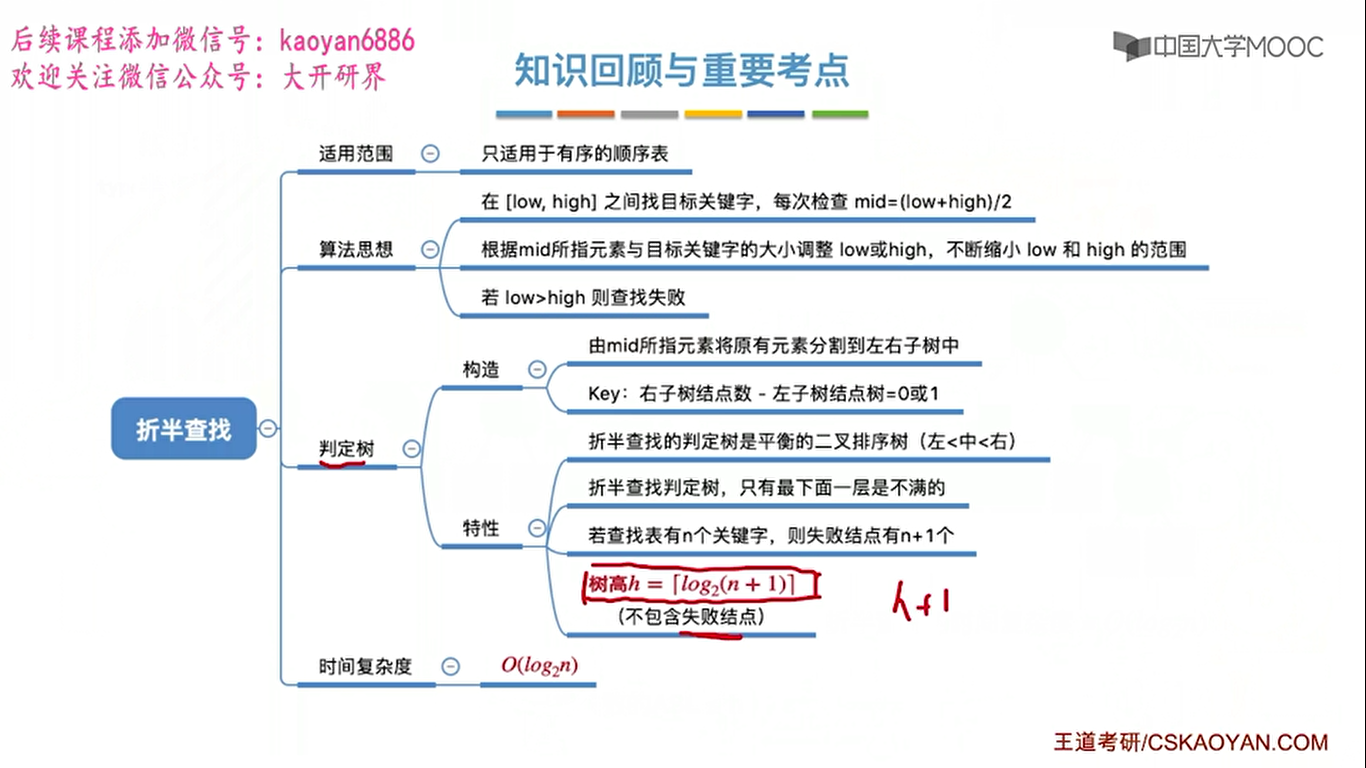 后续课程添加微信号：kaoyan6886
欢迎关注微信公众号：大开研界
中国大学MOOC
知识回顾与重要考点
折半查找
适用范围
只适用于有序的顺序表
算法思想
在 [low, high] 之间找目标关键字，每次检查 mid=(low+high)/2
根据mid所指元素与目标关键字的大小调整 low或high，不断缩小 low 和 high 的范围
若 low>high 则查找失败
判定树
构造
由mid所指元素将原有元素分割到左右子树中
Key：右子树结点数 - 左子树结点树=0或1
特性
折半查找的判定树是平衡的二叉排序树（左<中<右）
折半查找判定树，只有最下面一层是不满的
若查找表有n个关键字，则失败结点有n+1个
树高h = ⌈log₂(n + 1)⌉
（不包含失败结点）
h+1
时间复杂度
O(log₂n)
王道考研/CSKAOYAN.COM